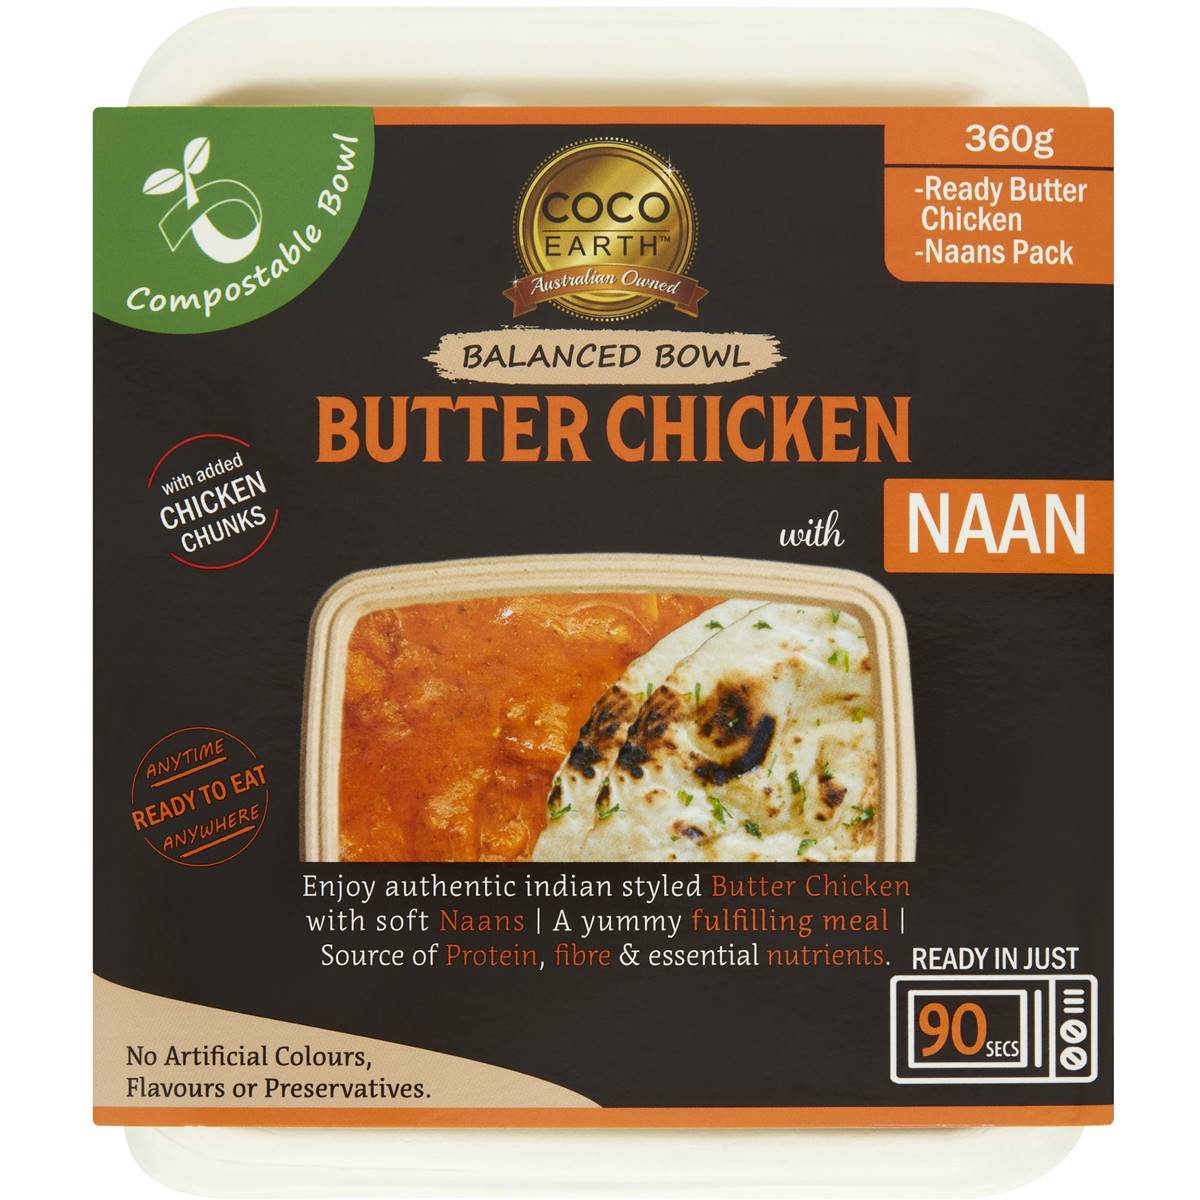 Compostable Bowl
COCO
EARTH™
Australian Owned
360g
-Ready Butter
Chicken
-Naans Pack
BALANCED BOWL
BUTTER CHICKEN
with
NAAN
with added
CHICKEN
CHUNKS
ANYTIME
READY TO EAT
ANYWHERE
Enjoy authentic indian styled Butter Chicken
with soft Naans | A yummy fulfilling meal |
Source of Protein, fibre & essential nutrients.
READY IN JUST
90 SECS
No Artificial Colours,
Flavours or Preservatives.